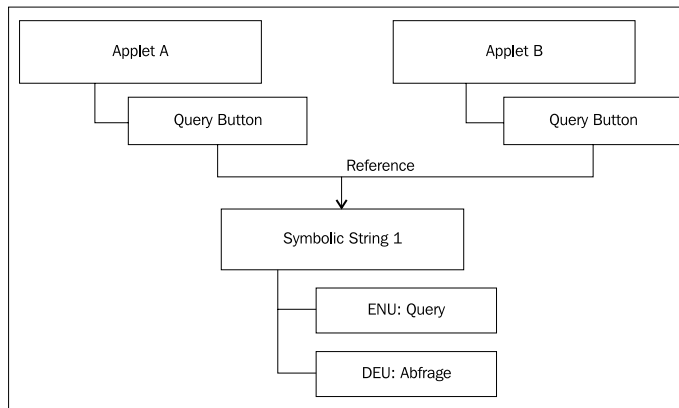 Applet A
Applet B
Query Button
Query Button
Reference
Symbolic String 1
ENU: Query
DEU: Abfrage